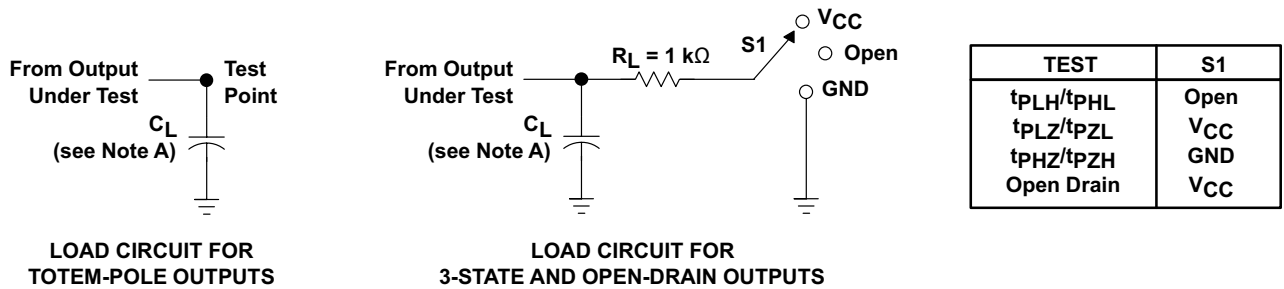 From Output
Under Test
Test
Point
CL
(see Note A)
LOAD CIRCUIT FOR
TOTEM-POLE OUTPUTS
From Output
Under Test
RL = 1 kΩ
S1
VCC
Open
GND
CL
(see Note A)
LOAD CIRCUIT FOR
3-STATE AND OPEN-DRAIN OUTPUTS
TEST S1
tPLH/tPHL Open
tPLZ/tPZL VCC
tPHZ/tPZH GND
Open Drain VCC